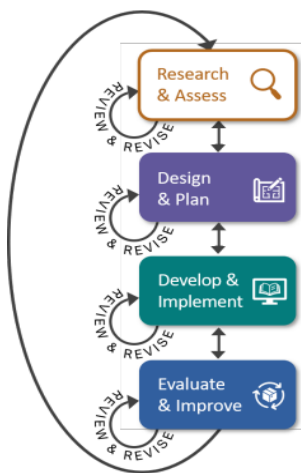 Research
& Assess
REVIEW & REVISE
Design
& Plan
REVIEW & REVISE
Develop &
Implement
REVIEW & REVISE
Evaluate
& Improve
REVIEW & REVISE